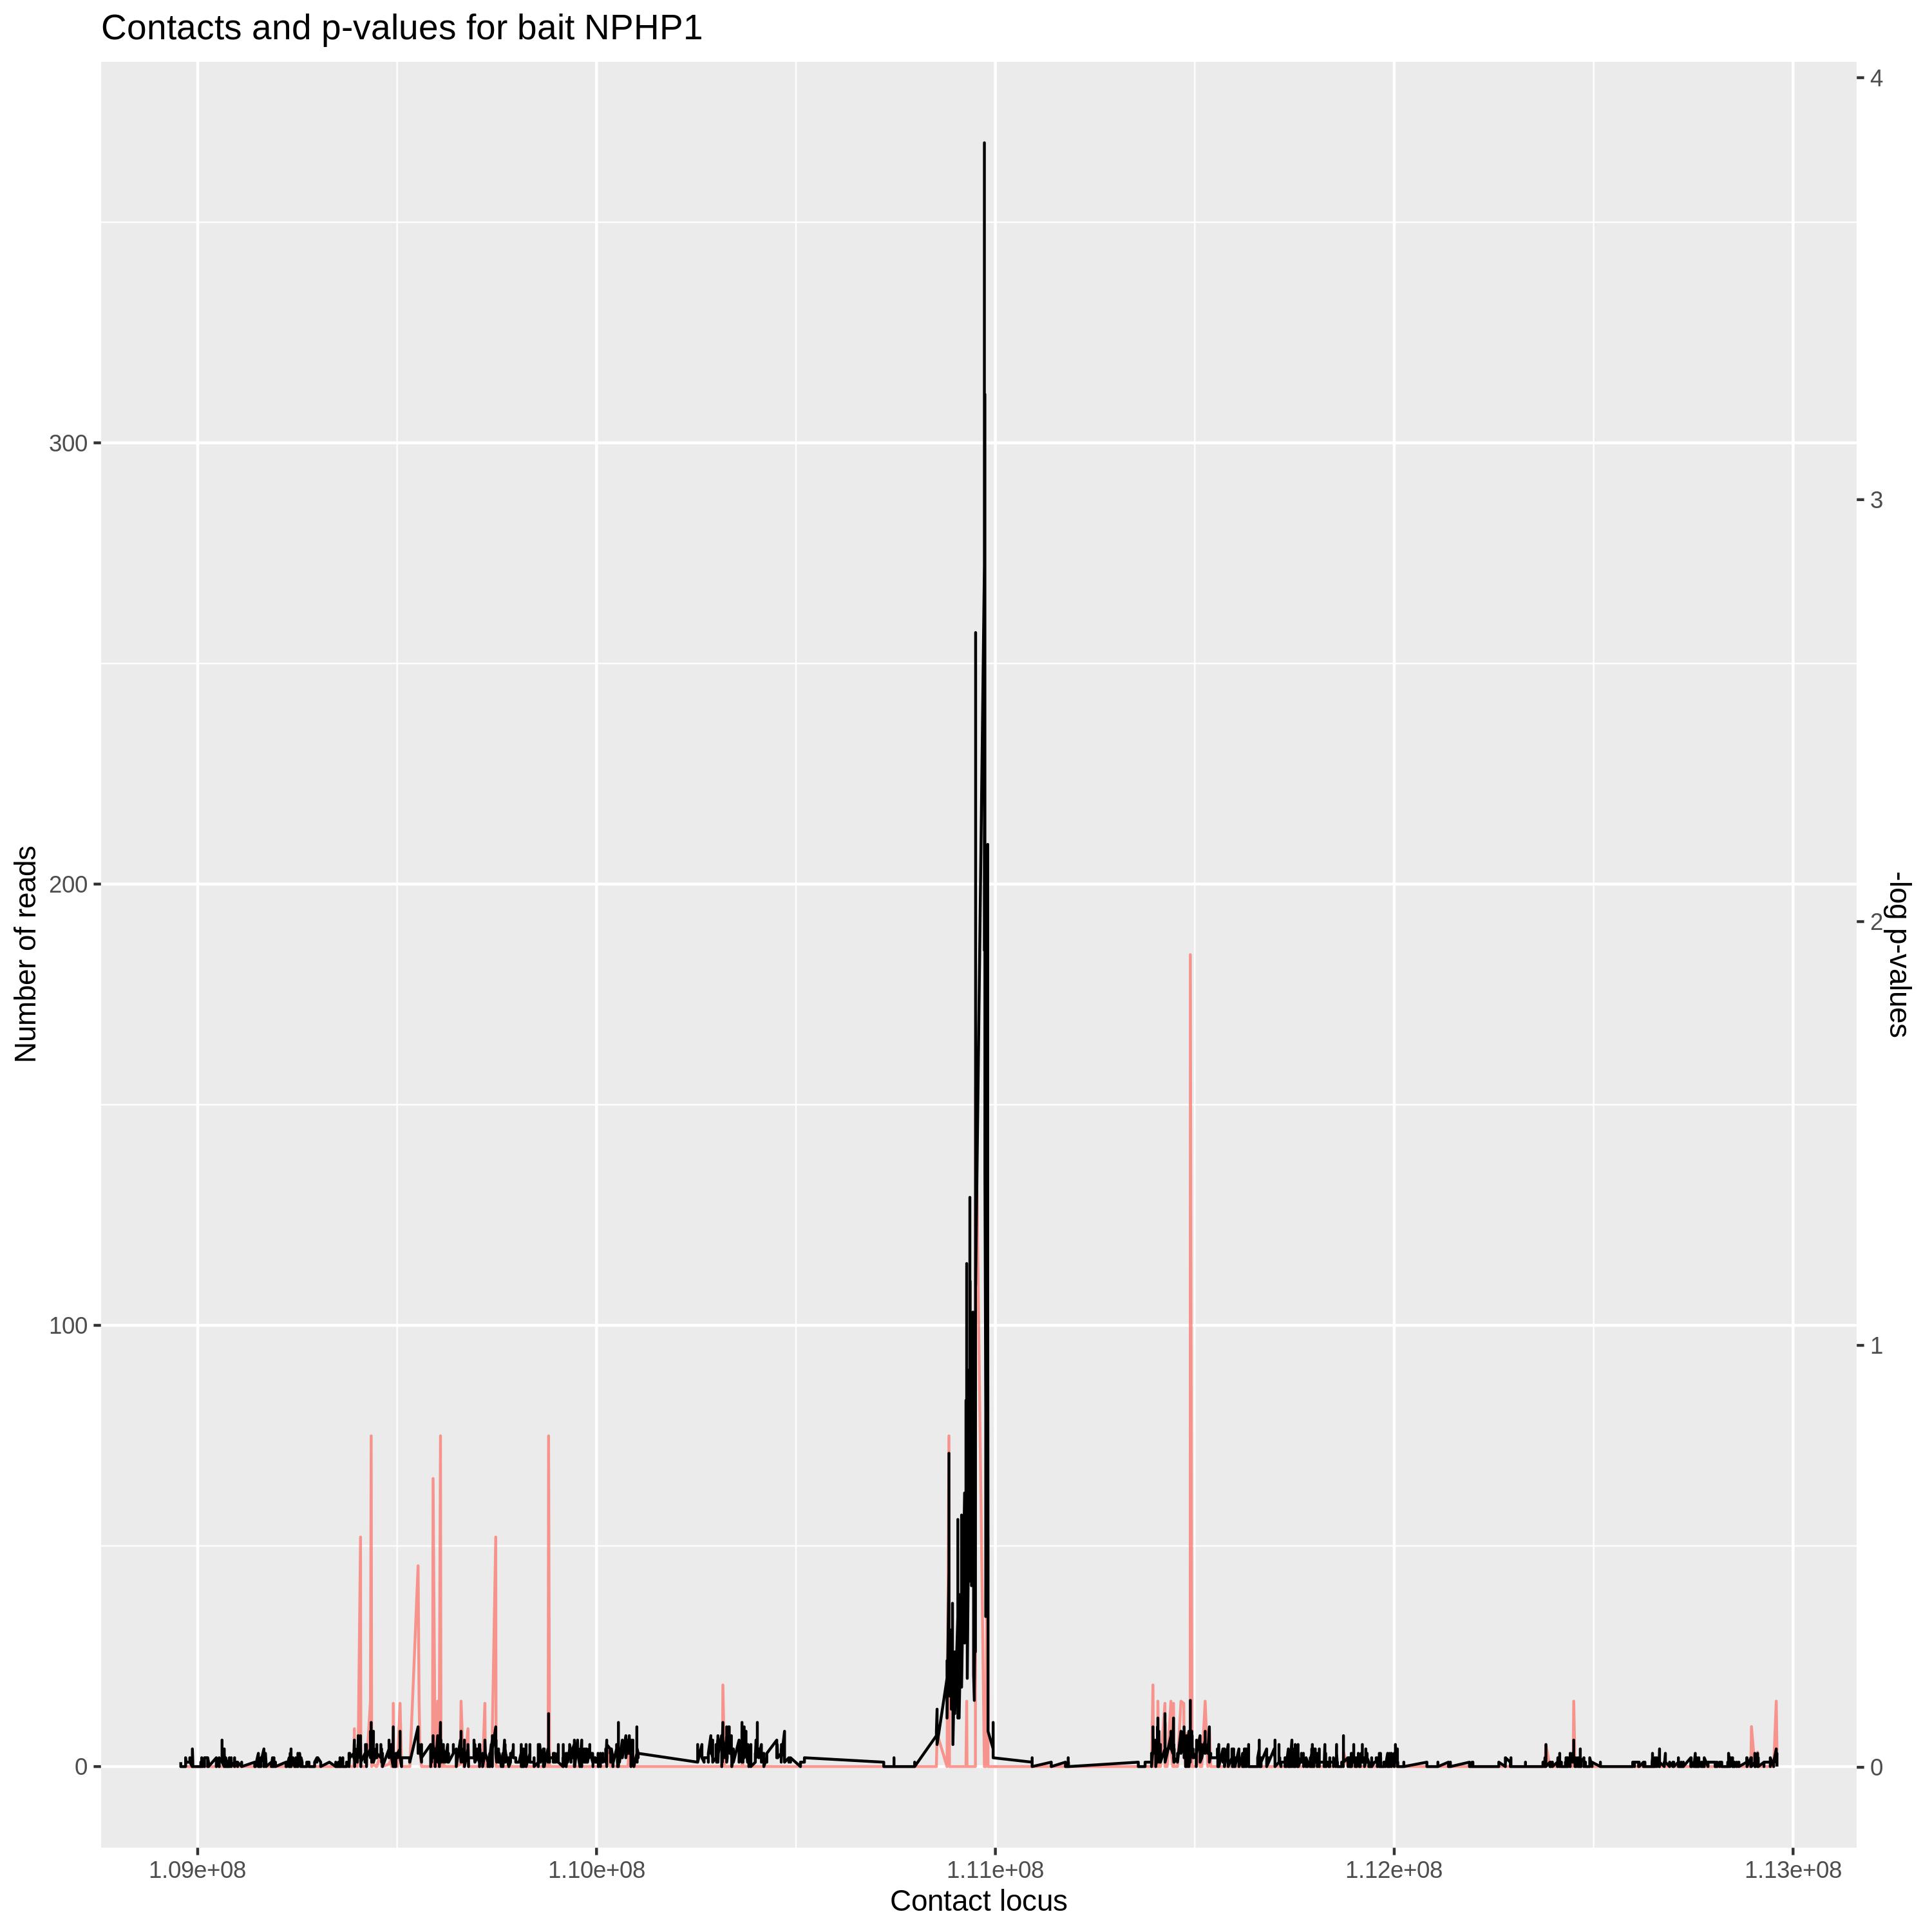 Contacts and p-values for bait NPHP1
Number of reads
300
200
100
0
4
3
2
1
0
-log p-values
1.09e+08
1.10e+08
1.11e+08
1.12e+08
1.13e+08
Contact locus